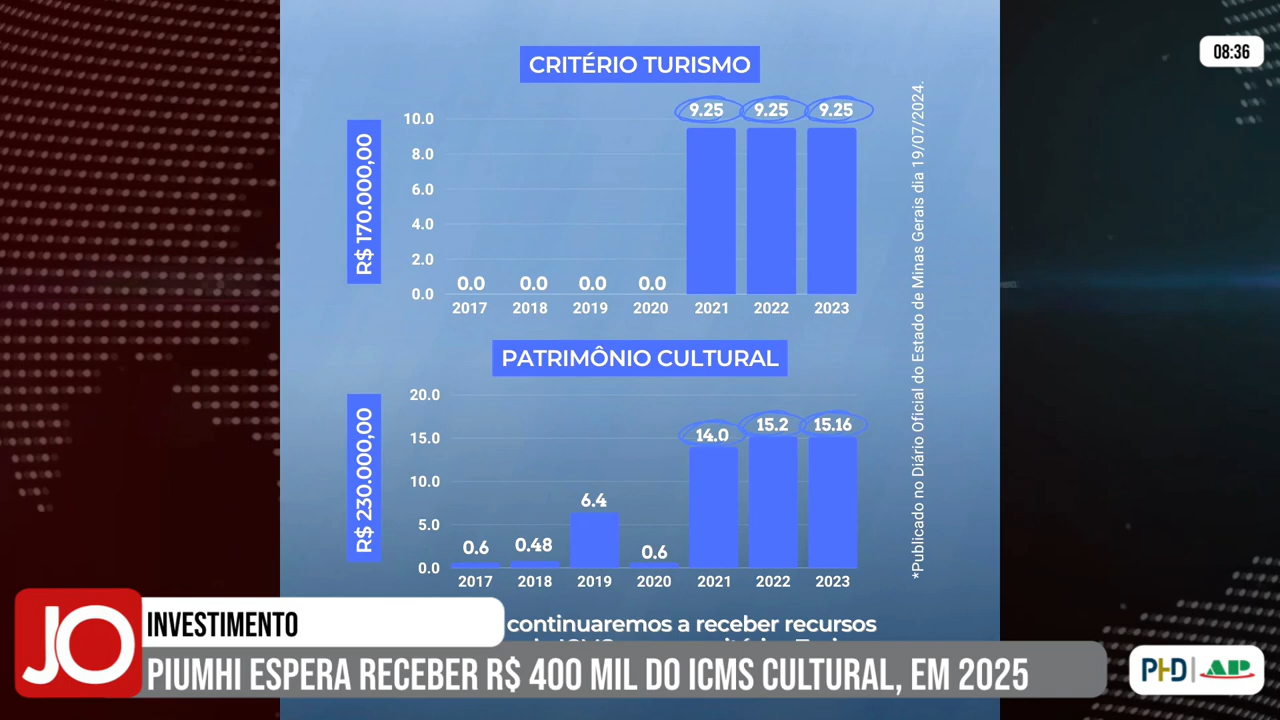 CRITÉRIO TURISMO
08:36
R$ 170.000,00
10.0
8.0
6.0
4.0
2.0
0.0
0.0 0.0 0.0 0.0 9.25 9.25 9.25
2017 2018 2019 2020 2021 2022 2023
PATRIMÔNIO CULTURAL
R$ 230.000,00
20.0
15.0
10.0
5.0
0.0
0.6 0.48 6.4 0.6 14.0 15.2 15.16
2017 2018 2019 2020 2021 2022 2023
*Publicado no Diário Oficial do Estado de Minas Gerais dia 19/07/2024.
continuaremos a receber recursos
JO
INVESTIMENTO
PIUMHI ESPERA RECEBER R$ 400 MIL DO ICMS CULTURAL, EM 2025
PHD | AP